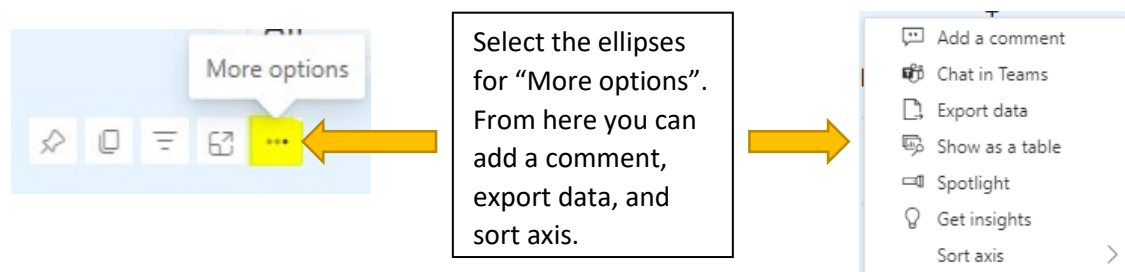 More options
Select the ellipses
for “More options”.
From here you can
add a comment,
export data, and
sort axis.
Add a comment
Chat in Teams
Export data
Show as a table
Spotlight
Get insights
Sort axis